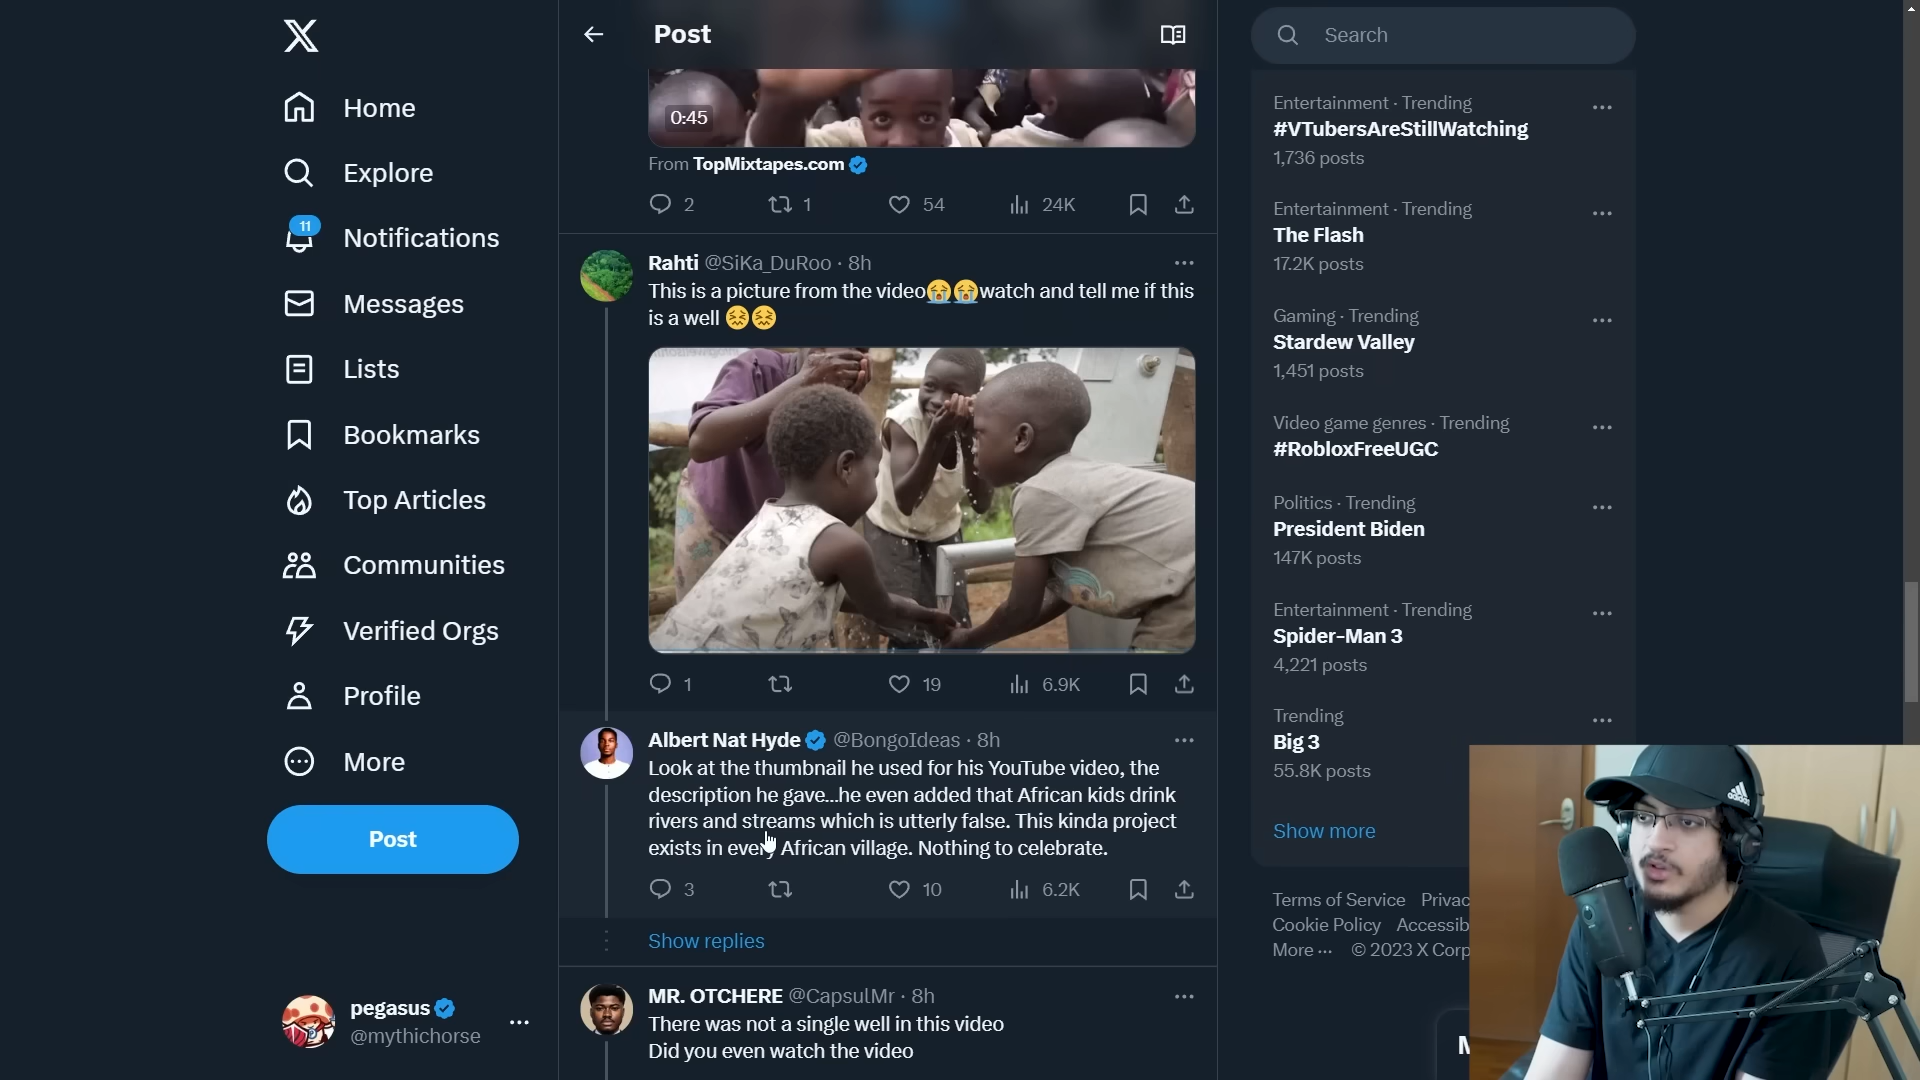 Home
Explore
11
Notifications
Messages
Lists
Bookmarks
Top Articles
Communities
Verified Orgs
Profile
More
Post
pegasus
@mythichorse
Post
0:45
From TopMixtapes.com
2 1 54 24K
Rahti @SiKa_DuRoo · 8h
This is a picture from the video😭😭watch and tell me if this
is a well 😖😖
1 19 6.9K
Albert Nat Hyde @BongoIdeas · 8h
Look at the thumbnail he used for his YouTube video, the
description he gave...he even added that African kids drink
rivers and streams which is utterly false. This kinda project
exists in every African village. Nothing to celebrate.
3 10 6.2K
Show replies
MR. OTCHERE @CapsulMr · 8h
There was not a single well in this video
Did you even watch the video
Search
Entertainment · Trending
#VTubersAreStillWatching
1,736 posts
Entertainment · Trending
The Flash
17.2K posts
Gaming · Trending
Stardew Valley
1,451 posts
Video game genres · Trending
#RobloxFreeUGC
Politics · Trending
President Biden
147K posts
Entertainment · Trending
Spider-Man 3
4,221 posts
Trending
Big 3
55.8K posts
Show more
Terms of Service Privac
Cookie Policy Accessib
More ··· © 2023 X Corp
adidas